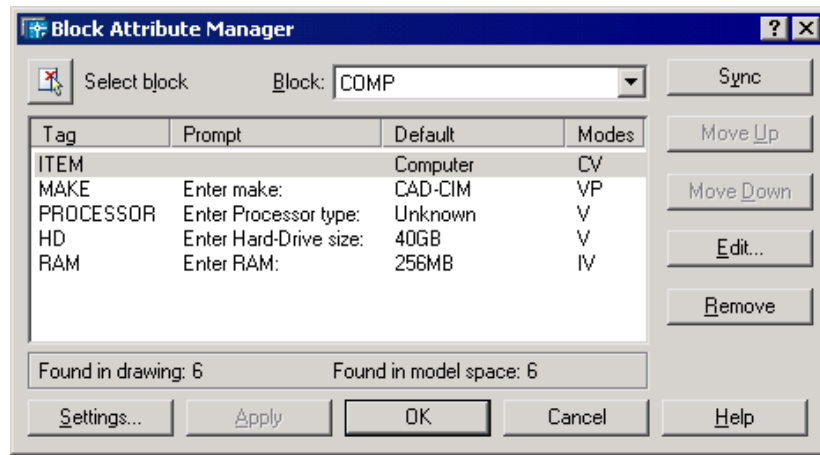 Block Attribute Manager
Select block Block: COMP Sync
Tag Prompt Default Modes Move Up
ITEM Computer CV
MAKE Enter make: CAD-CIM VP Move Down
PROCESSOR Enter Processor type: Unknown V
HD Enter Hard-Drive size: 40GB V Edit...
RAM Enter RAM: 256MB IV
Remove
Found in drawing: 6 Found in model space: 6
Settings... Apply OK Cancel Help